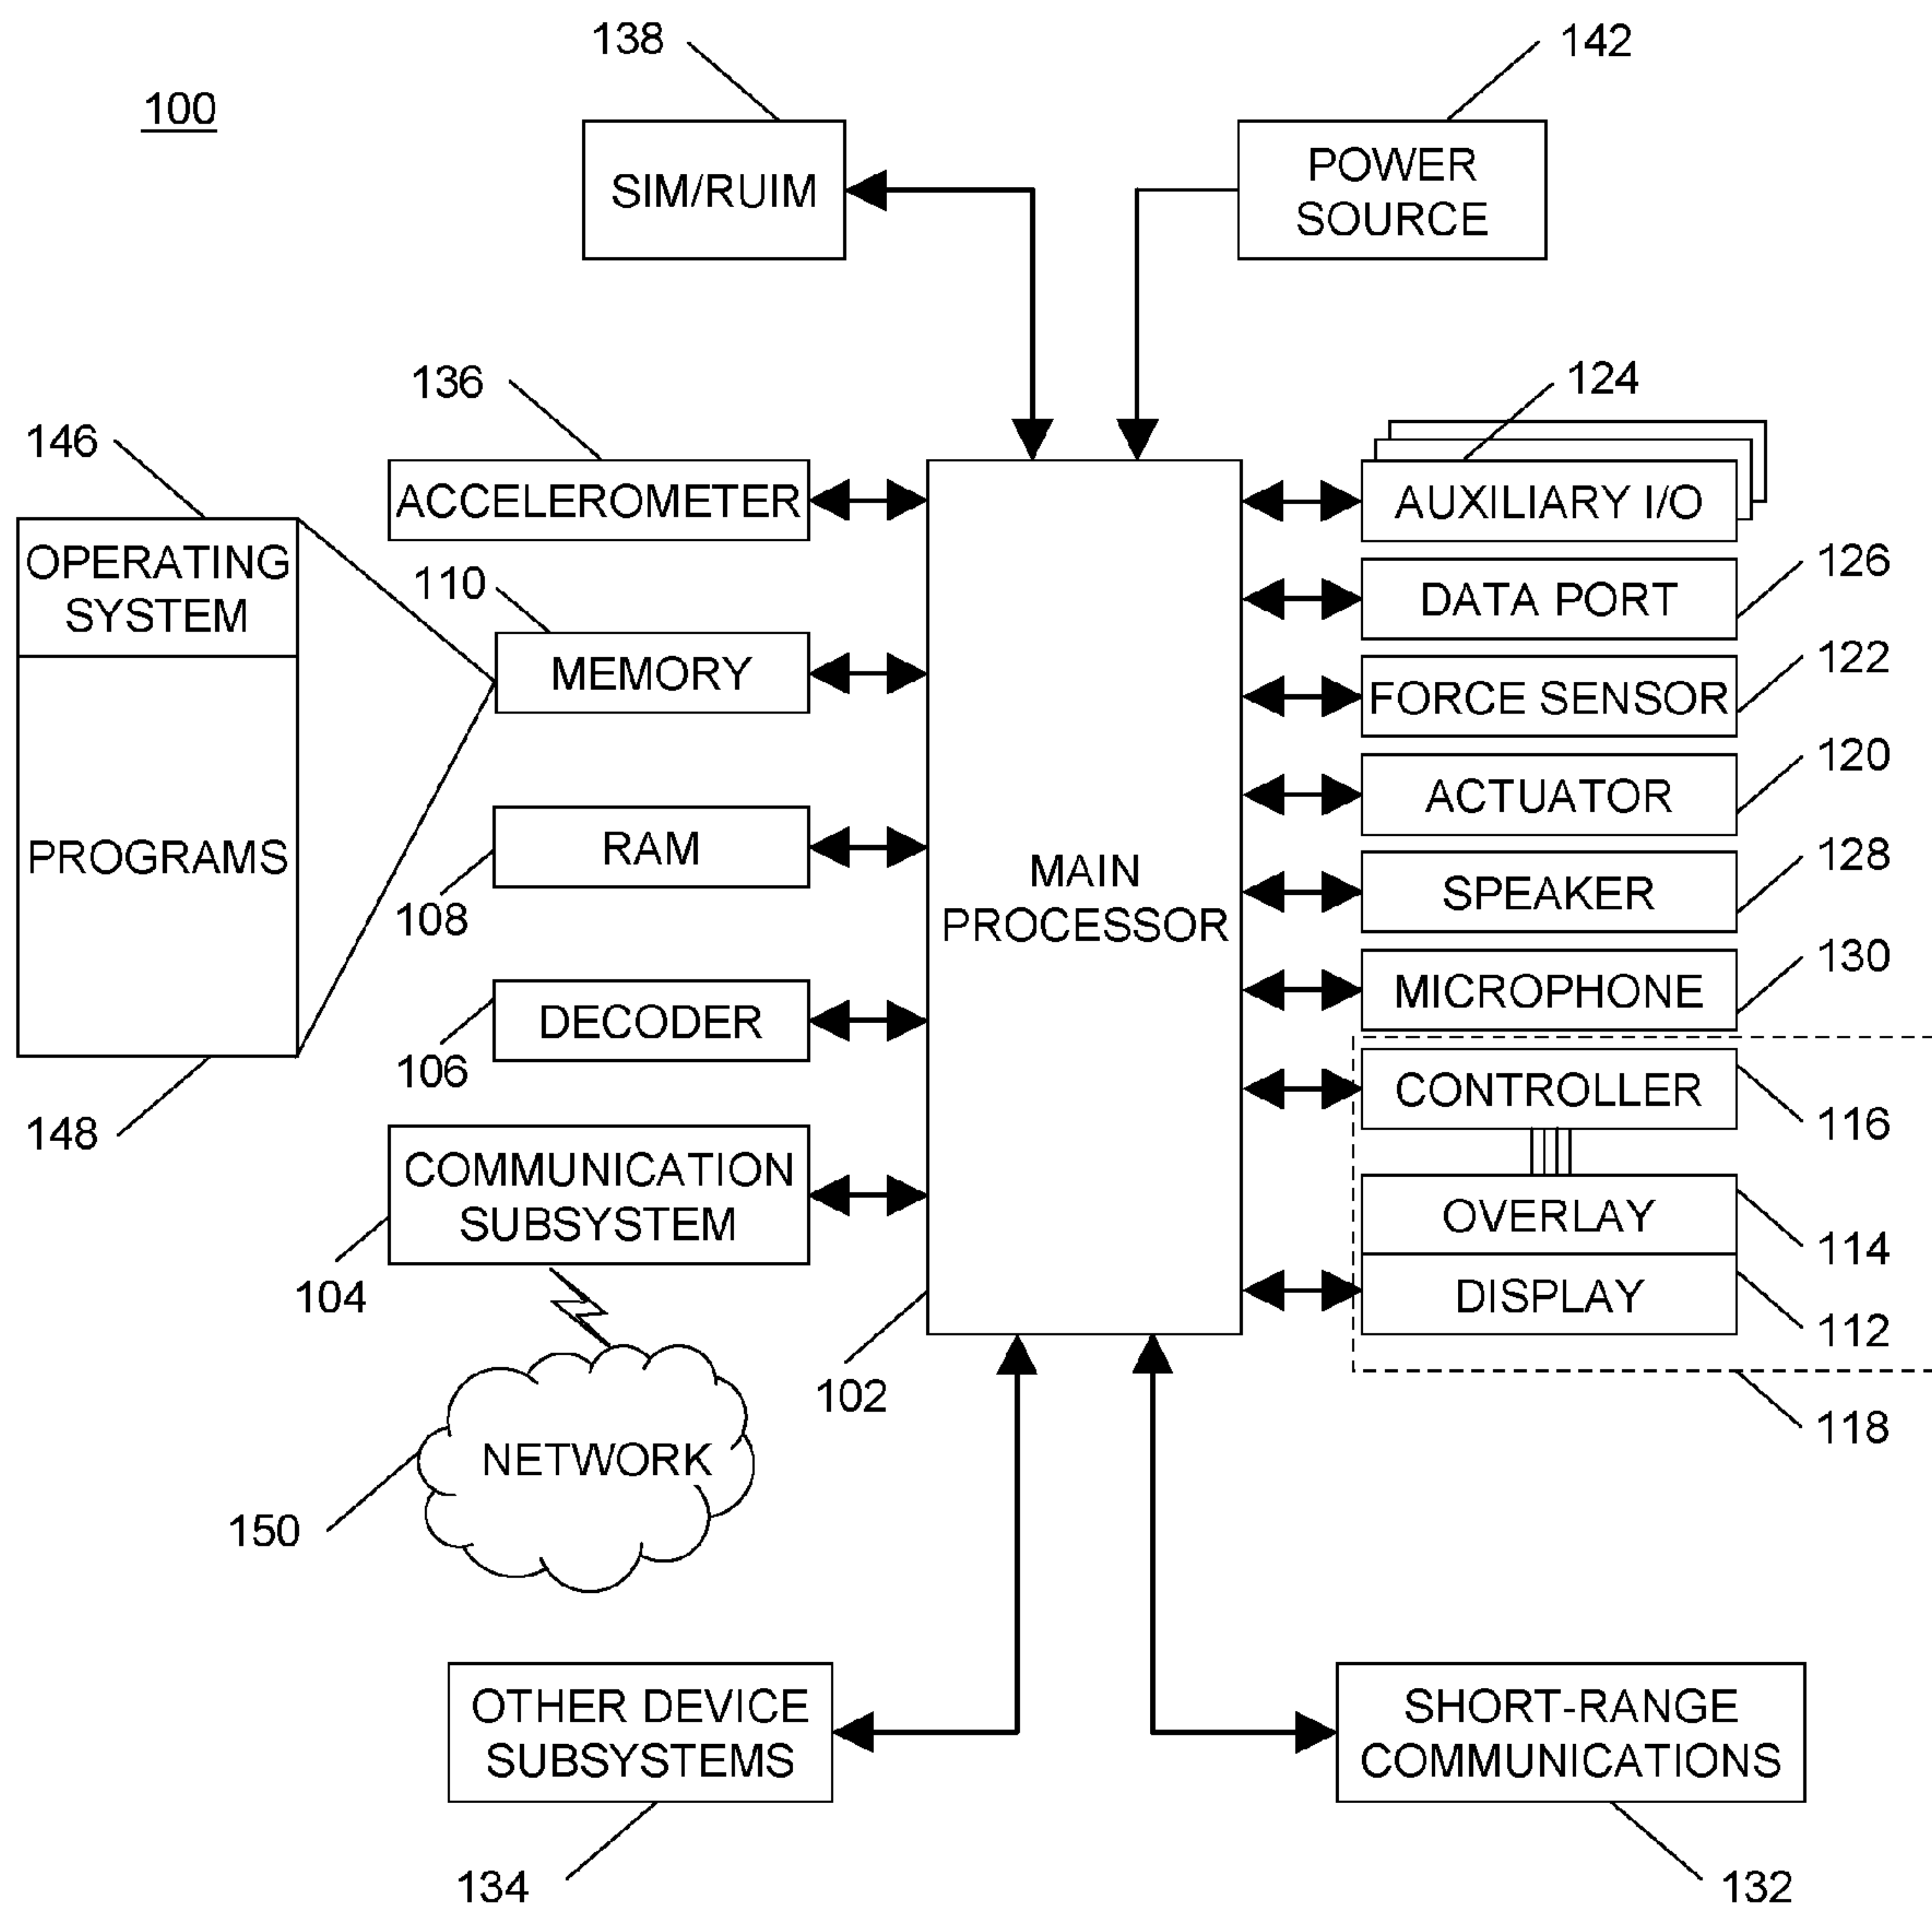 138
142
100
SIM/RUIM
POWER
SOURCE
136
124
146
ACCELEROMETER
AUXILIARY I/O
OPERATING
SYSTEM
110
126
DATA PORT
MEMORY
122
FORCE SENSOR
120
ACTUATOR
PROGRAMS
RAM
108
MAIN
PROCESSOR
128
SPEAKER
130
MICROPHONE
DECODER
106
CONTROLLER
116
148
COMMUNICATION
SUBSYSTEM
OVERLAY
114
104
DISPLAY
112
102
118
NETWORK
150
OTHER DEVICE
SUBSYSTEMS
SHORT-RANGE
COMMUNICATIONS
134
132